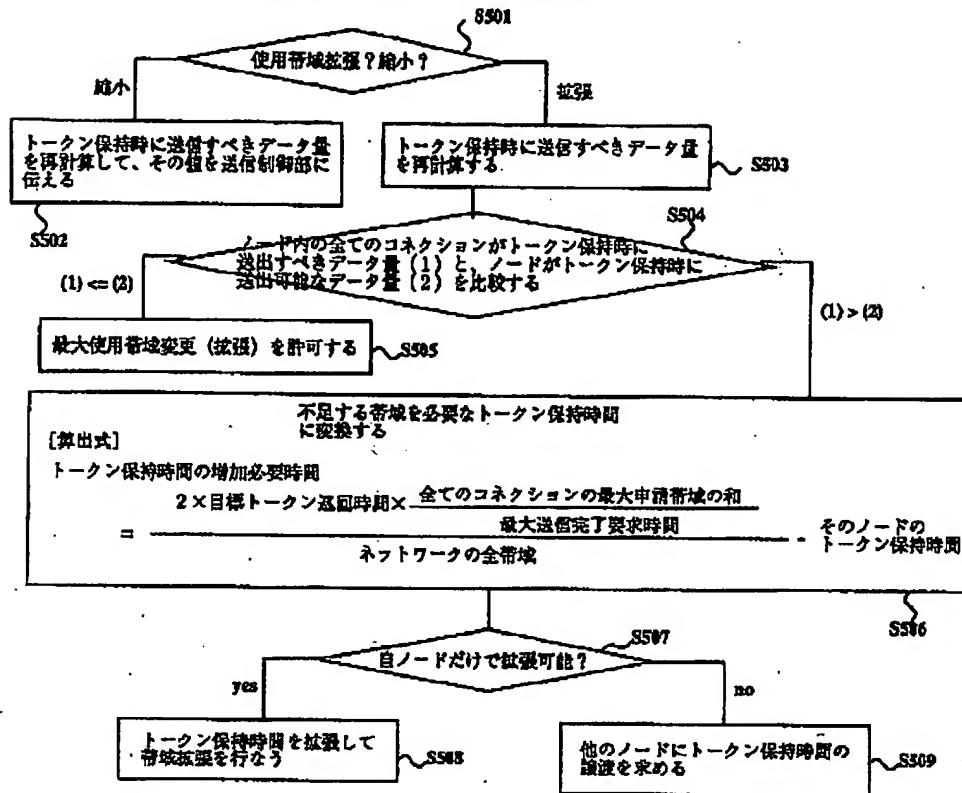 S501
使用帯域拡張?縮小?
縮小
拡張
トークン保持時に送信すべきデータ量
を再計算して、その値を送信制御部に
伝える
S502
トークン保持時に送信すべきデータ量
を再計算する
S503
S504
ノード内の全てのコネクションがトークン保持時に
送出すべきデータ量(1)と、ノードがトークン保持時に
送出可能なデータ量(2)を比較する
(1) <= (2)
(1) > (2)
最大使用帯域変更(拡張)を許可する
S505
不足する帯域を必要なトークン保持時間
に変換する
[算出式]
トークン保持時間の増加必要時間
2×目標トークン巡回時間× 全てのコネクションの最大申請帯域の和
最大送信完了要求時間
= ネットワークの全帯域
- そのノードの
トークン保持時間
S506
S507
自ノードだけで拡張可能?
yes
no
トークン保持時間を拡張して
帯域拡張を行なう
S508
他のノードにトークン保持時間の
譲渡を求める
S509